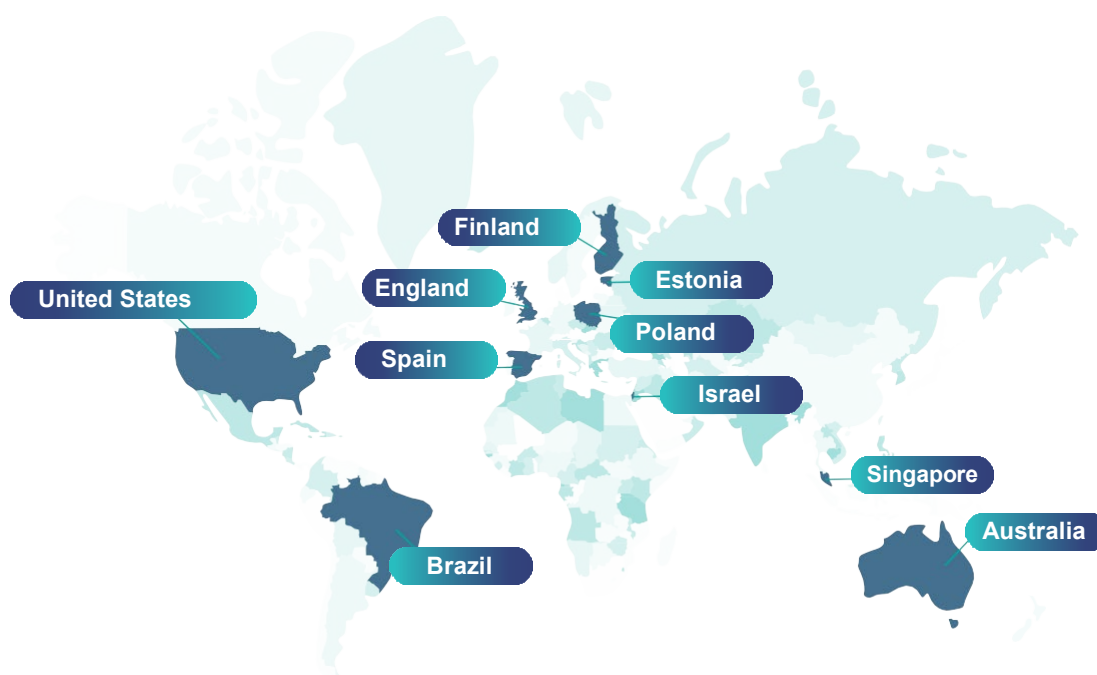 Finland
England
Estonia
United States
Poland
Spain
Israel
Singapore
Australia
Brazil